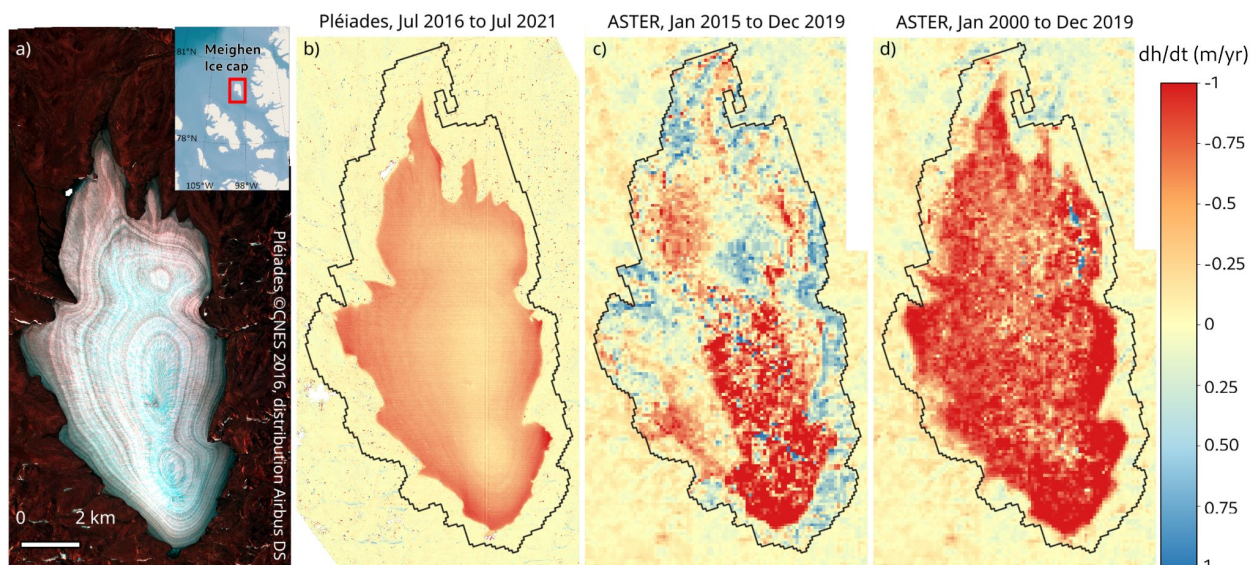 Pléiades, Jul 2016 to Jul 2021
ASTER, Jan 2015 to Dec 2019
ASTER, Jan 2000 to Dec 2019
a)
81°N
Meighen
Ice cap
78°N
105°W
98°W
Pléiades ©CNES 2016, distribution Airbus DS
0
2 km
b)
c)
d)
dh/dt (m/yr)
-1
-0.75
-0.5
-0.25
0
0.25
0.50
0.75
1